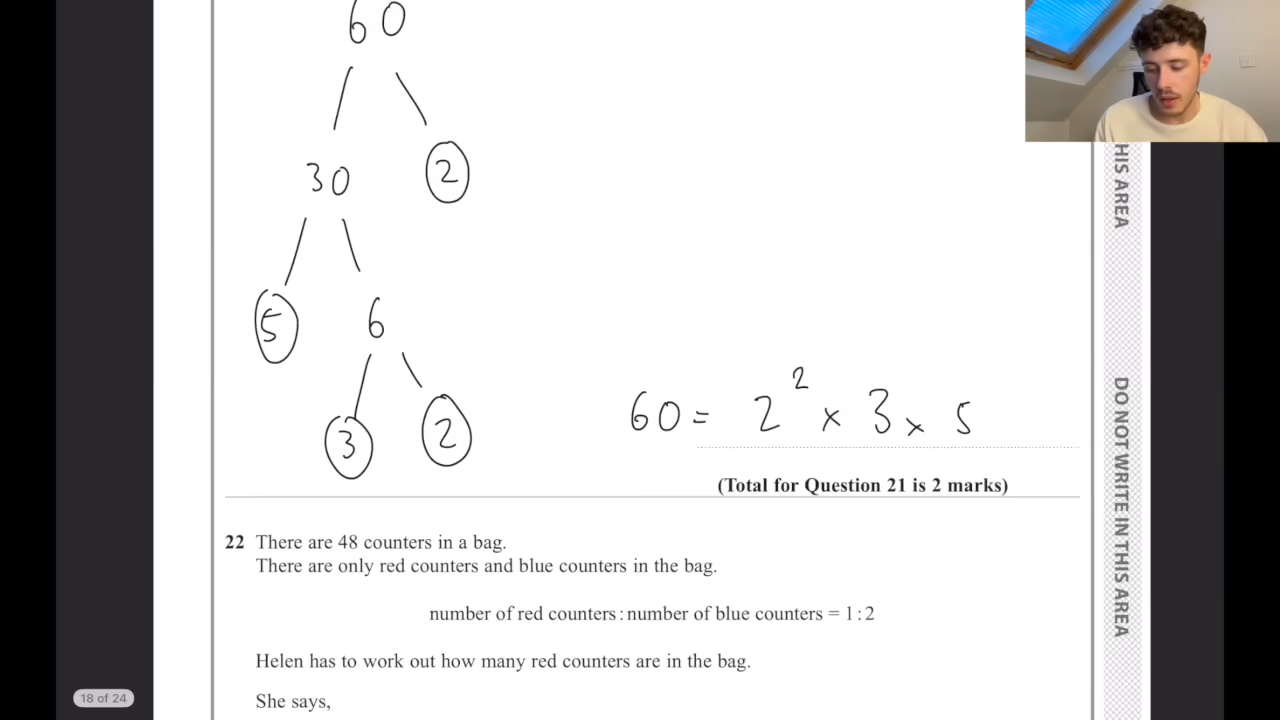 60
30 2
5 6
3 2
60 = 2² × 3 × 5
(Total for Question 21 is 2 marks)
22 There are 48 counters in a bag.
There are only red counters and blue counters in the bag.
number of red counters : number of blue counters = 1 : 2
Helen has to work out how many red counters are in the bag.
She says,
18 of 24
HIS AREA
DO NOT WRITE IN THIS AREA